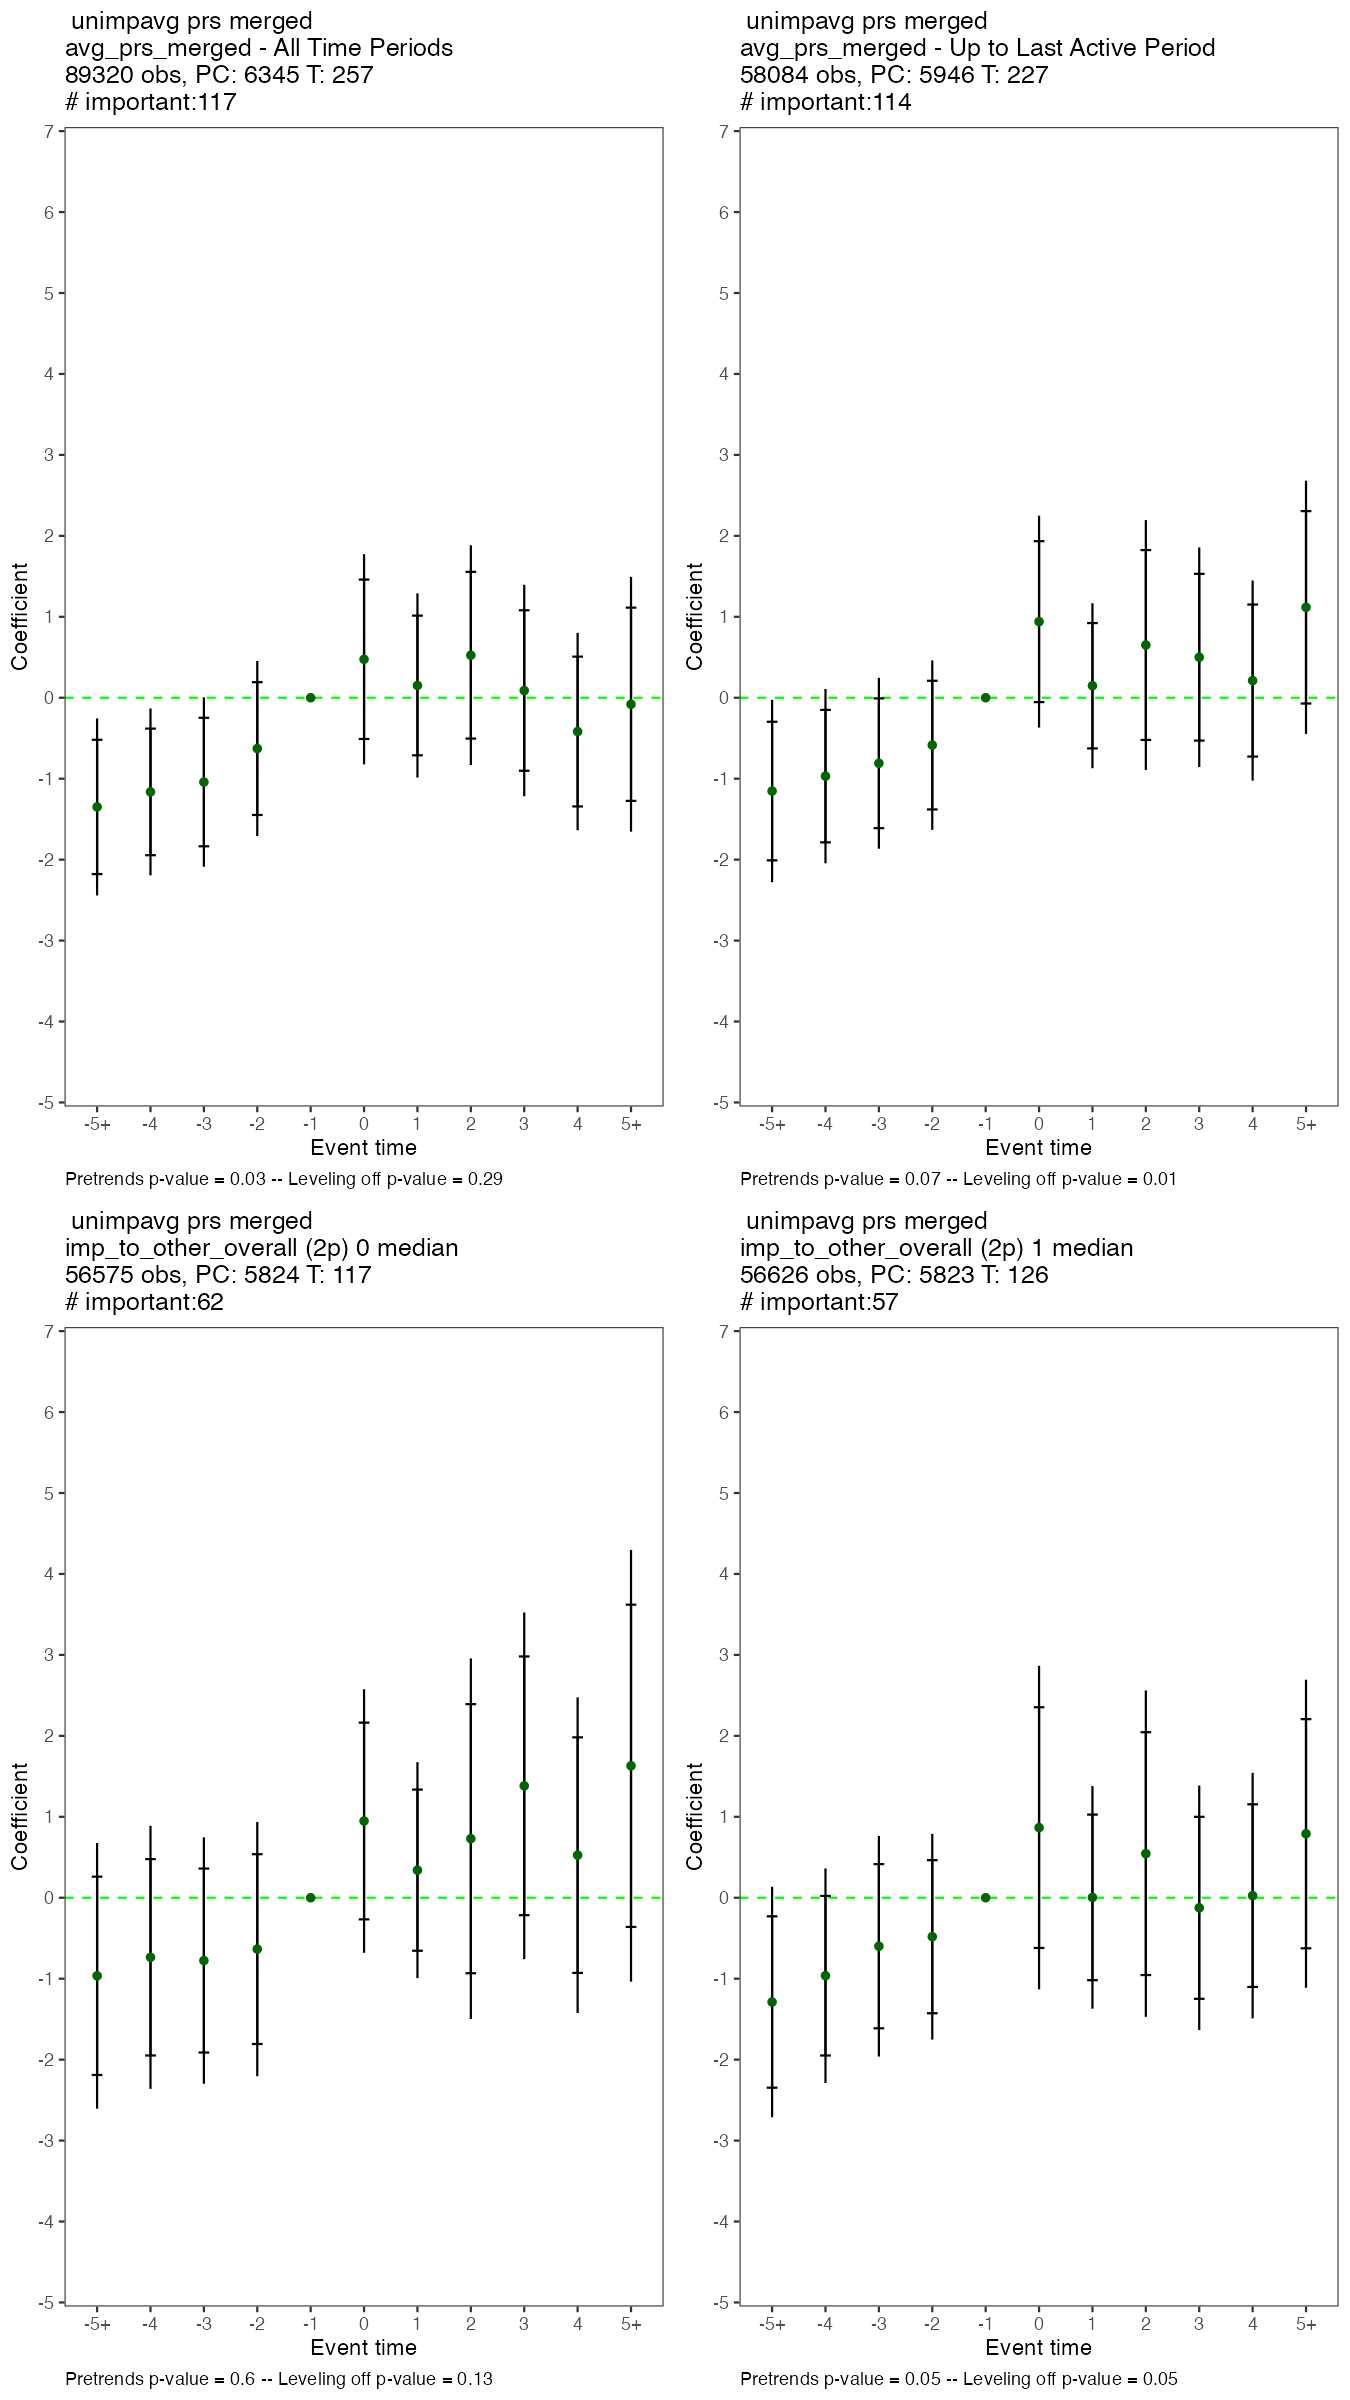 unimpavg prs merged
avg_prs_merged - All Time Periods
89320 obs, PC: 6345 T: 257
# important:117
7
6
5
4
3
2
1
0
-1
-2
-3
-4
-5
Coefficient
-5+ -4 -3 -2 -1 0 1 2 3 4 5+
Event time
Pretrends p-value = 0.03 -- Leveling off p-value = 0.29
unimpavg prs merged
avg_prs_merged - Up to Last Active Period
58084 obs, PC: 5946 T: 227
# important:114
7
6
5
4
3
2
1
0
-1
-2
-3
-4
-5
Coefficient
-5+ -4 -3 -2 -1 0 1 2 3 4 5+
Event time
Pretrends p-value = 0.07 -- Leveling off p-value = 0.01
unimpavg prs merged
imp_to_other_overall (2p) 0 median
56575 obs, PC: 5824 T: 117
# important:62
7
6
5
4
3
2
1
0
-1
-2
-3
-4
-5
Coefficient
-5+ -4 -3 -2 -1 0 1 2 3 4 5+
Event time
Pretrends p-value = 0.6 -- Leveling off p-value = 0.13
unimpavg prs merged
imp_to_other_overall (2p) 1 median
56626 obs, PC: 5823 T: 126
# important:57
7
6
5
4
3
2
1
0
-1
-2
-3
-4
-5
Coefficient
-5+ -4 -3 -2 -1 0 1 2 3 4 5+
Event time
Pretrends p-value = 0.05 -- Leveling off p-value = 0.05